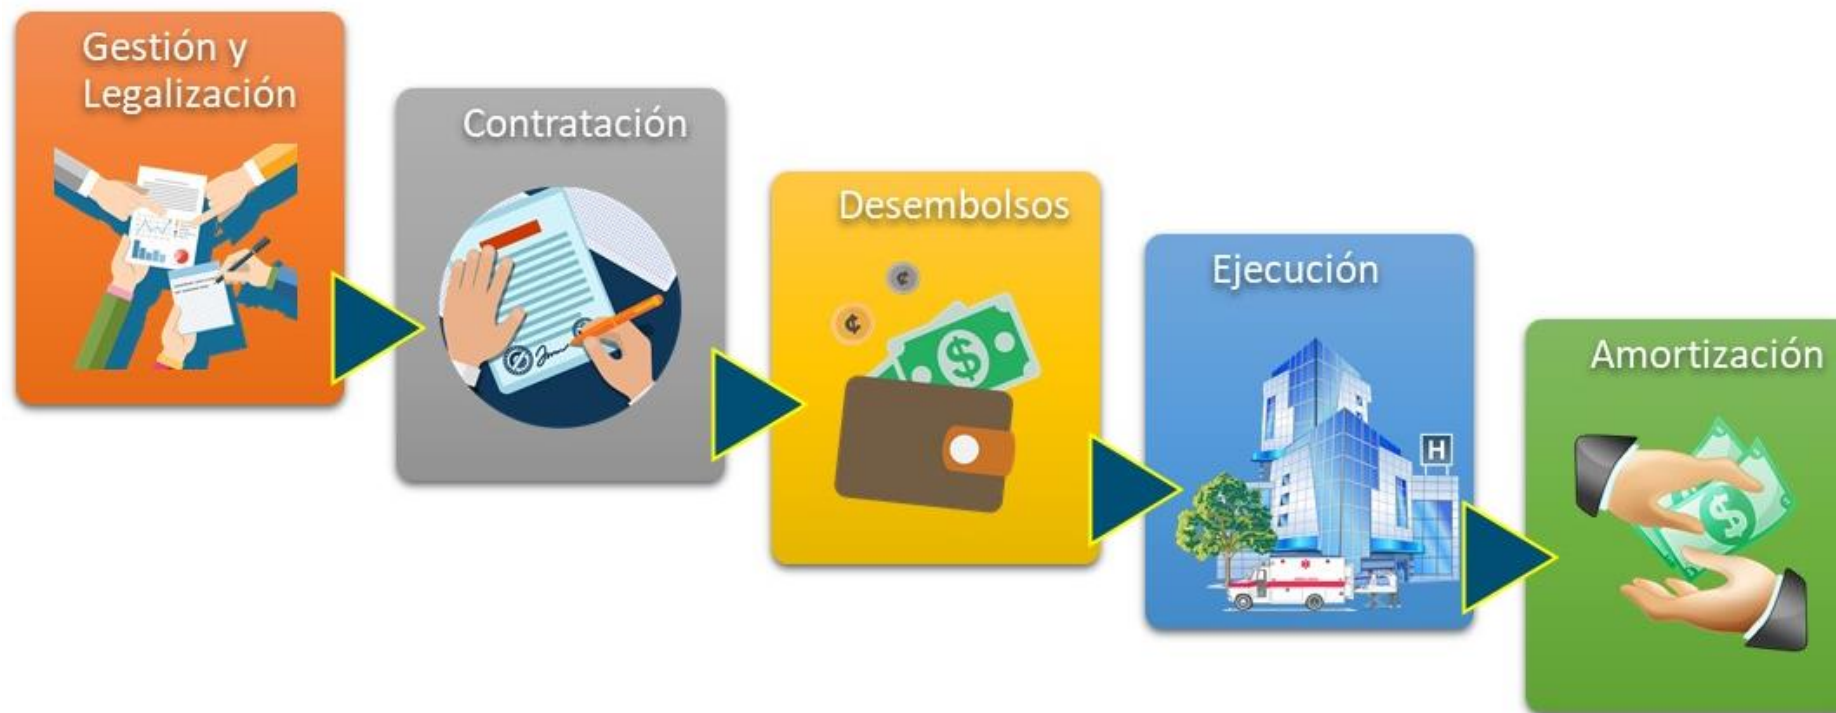 Gestión y
Legalización
Contratación
Desembolsos
Ejecución
Amortización
H